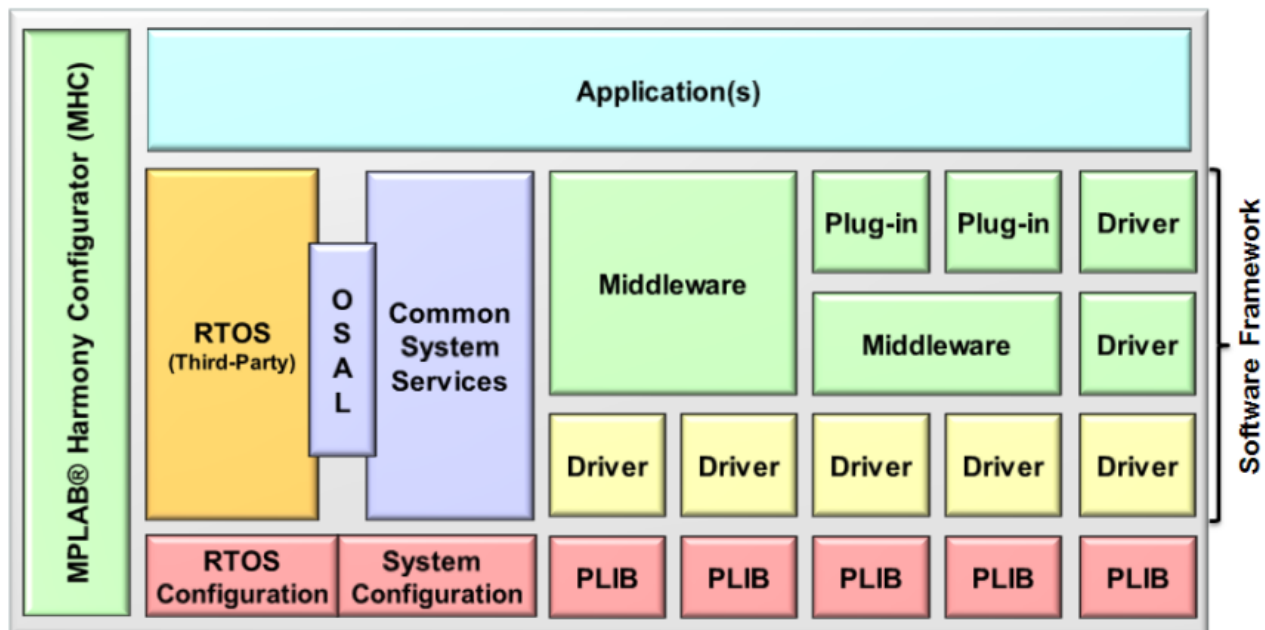 MPLAB® Harmony Configurator (MHC)
Application(s)
RTOS
(Third-Party)
O
S
A
L
Common
System
Services
Middleware
Plug-in
Plug-in
Driver
Middleware
Driver
Driver
Driver
Driver
Driver
Driver
RTOS
Configuration
System
Configuration
PLIB
PLIB
PLIB
PLIB
PLIB
Software Framework